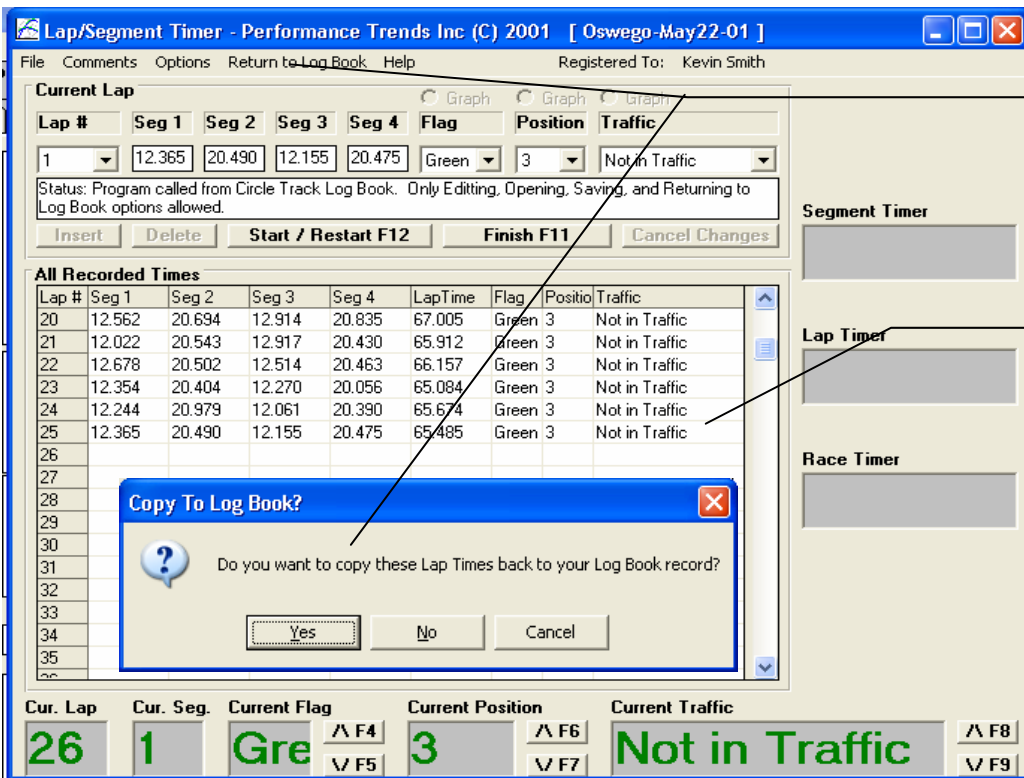 Lap/Segment Timer - Performance Trends Inc (C) 2001 [ Oswego-May22-01 ]
File Comments Options Return to Log Book Help Registered To: Kevin Smith
Current Lap
Graph Graph Graph
Lap # Seg 1 Seg 2 Seg 3 Seg 4 Flag Position Traffic
1 12.365 20.490 12.155 20.475 Green 3 Not in Traffic
Status: Program called from Circle Track Log Book. Only Editting, Opening, Saving, and Returning to
Log Book options allowed.
Insert Delete Start / Restart F12 Finish F11 Cancel Changes
Segment Timer
All Recorded Times
Lap # Seg 1 Seg 2 Seg 3 Seg 4 LapTime Flag Positio Traffic
20 12.562 20.694 12.914 20.835 67.005 Green 3 Not in Traffic
21 12.022 20.543 12.917 20.430 65.912 Green 3 Not in Traffic
22 12.678 20.502 12.514 20.463 66.157 Green 3 Not in Traffic
23 12.354 20.404 12.270 20.056 65.084 Green 3 Not in Traffic
24 12.244 20.979 12.061 20.390 65.674 Green 3 Not in Traffic
25 12.365 20.490 12.155 20.475 65.485 Green 3 Not in Traffic
26
27
28
29
30
31
32
33
34
35
Lap Timer
Race Timer
Copy To Log Book?
Do you want to copy these Lap Times back to your Log Book record?
Yes No Cancel
Cur. Lap Cur. Seg. Current Flag Current Position Current Traffic
26 1 Gre /\ F4 3 /\ F6 Not in Traffic /\ F8
\/ F5 \/ F7 \/ F9